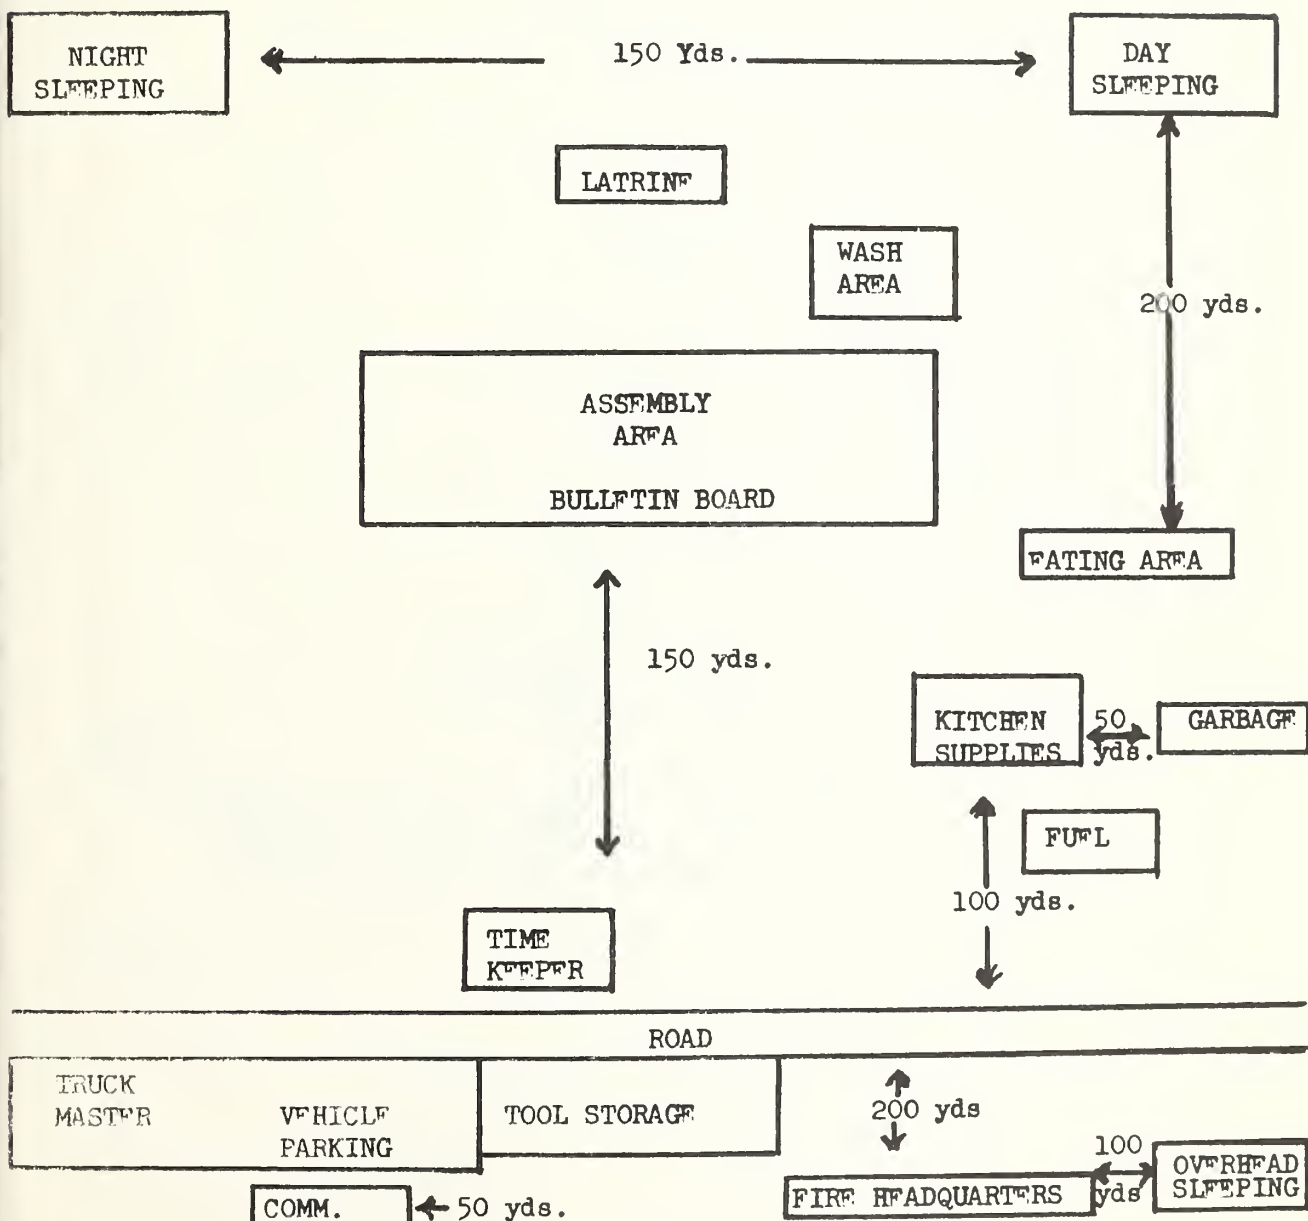 NIGHT
SLEEPING
150 Yds.
DAY
SLEEPING
LATRINE
WASH
AREA
200 yds.
ASSEMBLY
AREA
BULLETIN BOARD
EATING AREA
150 yds.
KITCHEN
SUPPLIES
50
yds.
GARBAGE
FUEL
100 yds.
TIME
KEEPER
ROAD
TRUCK
MASTER
VEHICLE
PARKING
TOOL STORAGE
200 yds
FIRE HEADQUARTERS
100
yds
OVERHEAD
SLEEPING
COMM.
50 yds.